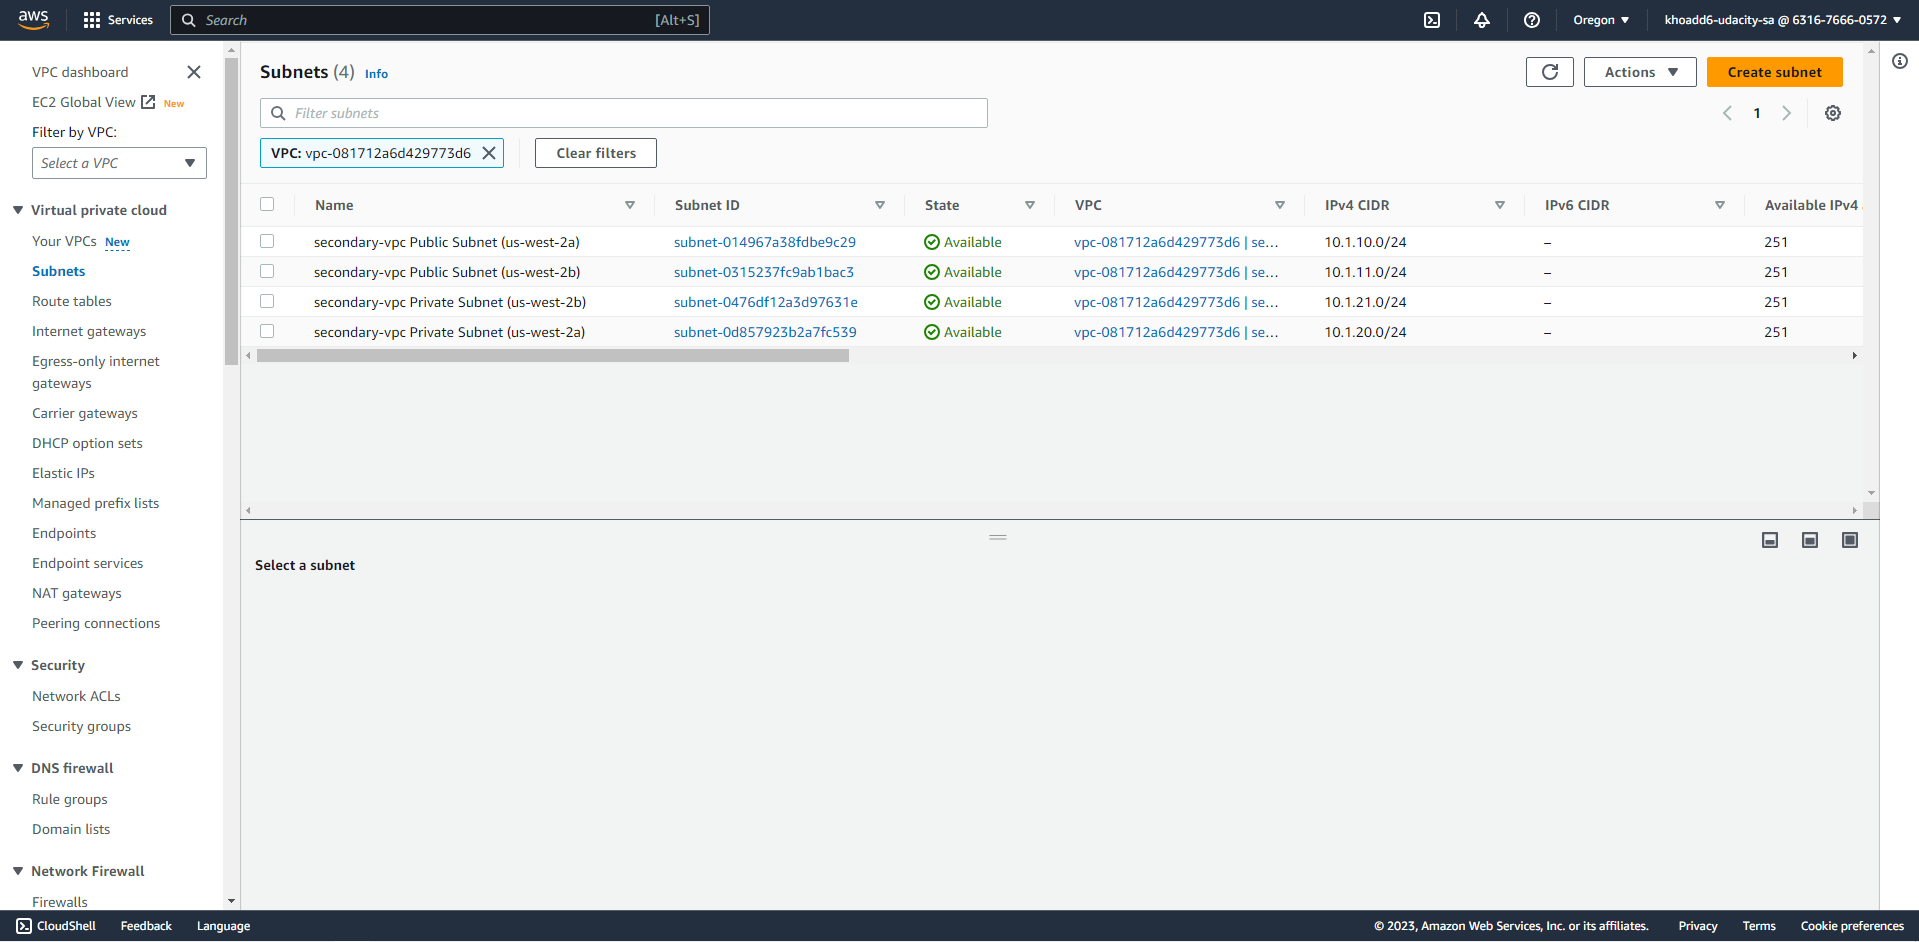 aws
Services
Search
[Alt+S]
Oregon ▼
khoadd6-udacity-sa @ 6316-7666-0572 ▼
VPC dashboard
EC2 Global View New
Filter by VPC:
Select a VPC
Virtual private cloud
Your VPCs New
Subnets
Route tables
Internet gateways
Egress-only internet
gateways
Carrier gateways
DHCP option sets
Elastic IPs
Managed prefix lists
Endpoints
Endpoint services
NAT gateways
Peering connections
Security
Network ACLs
Security groups
DNS firewall
Rule groups
Domain lists
Network Firewall
Firewalls
Subnets (4) Info
Actions ▼
Create subnet
Filter subnets
1
VPC: vpc-081712a6d429773d6
Clear filters
Name Subnet ID State VPC IPv4 CIDR IPv6 CIDR Available IPv4
secondary-vpc Public Subnet (us-west-2a) subnet-014967a38fdbe9c29 Available vpc-081712a6d429773d6 | se... 10.1.10.0/24 – 251
secondary-vpc Public Subnet (us-west-2b) subnet-0315237fc9ab1bac3 Available vpc-081712a6d429773d6 | se... 10.1.11.0/24 – 251
secondary-vpc Private Subnet (us-west-2b) subnet-0476df12a3d97631e Available vpc-081712a6d429773d6 | se... 10.1.21.0/24 – 251
secondary-vpc Private Subnet (us-west-2a) subnet-0d857923b2a7fc539 Available vpc-081712a6d429773d6 | se... 10.1.20.0/24 – 251
Select a subnet
CloudShell
Feedback
Language
© 2023, Amazon Web Services, Inc. or its affiliates.
Privacy
Terms
Cookie preferences